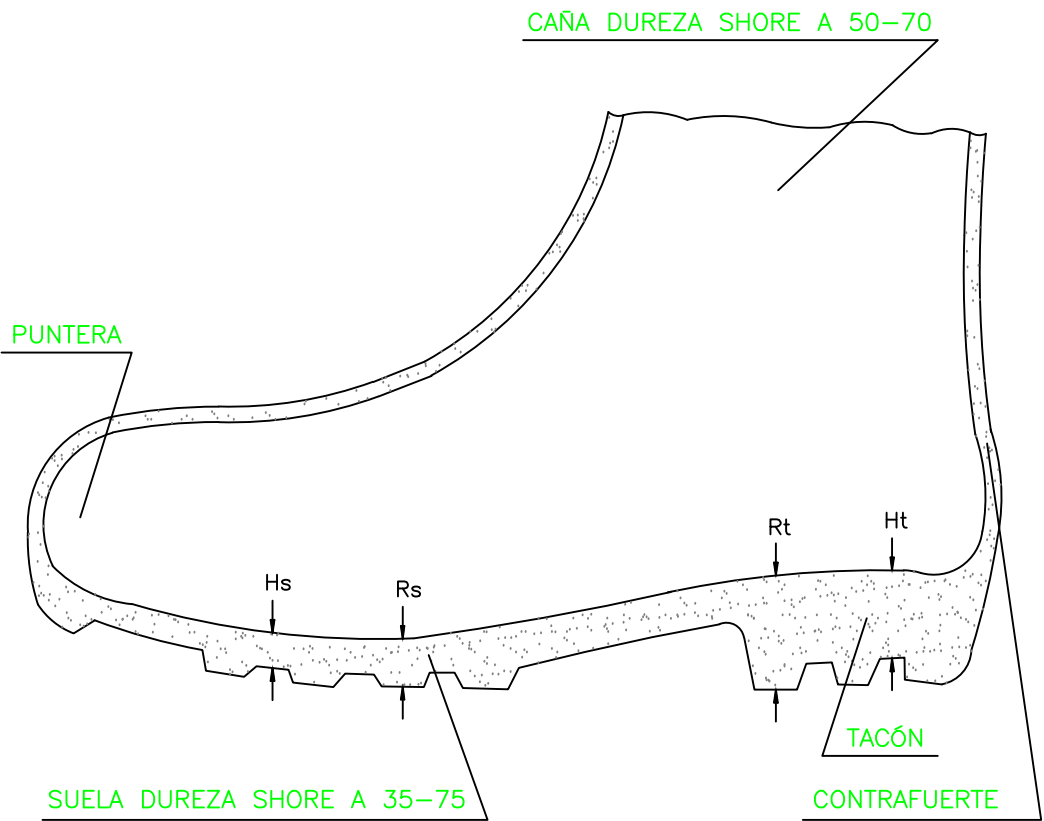 CAÑA DUREZA SHORE A 50-70
PUNTERA
Hs
Rs
Rt
Ht
TACÓN
SUELA DUREZA SHORE A 35-75
CONTRAFUERTE